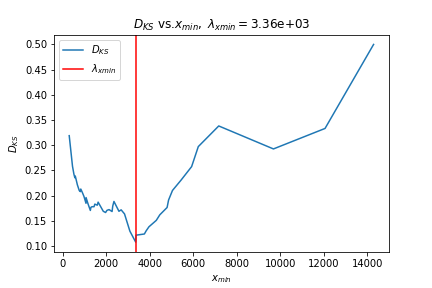 D_KS vs.x_min, λ_xmin = 3.36e+03
D_KS
λ_xmin
0.50
0.45
0.40
0.35
0.30
0.25
0.20
0.15
0.10
D_KS
0 2000 4000 6000 8000 10000 12000 14000
x_min